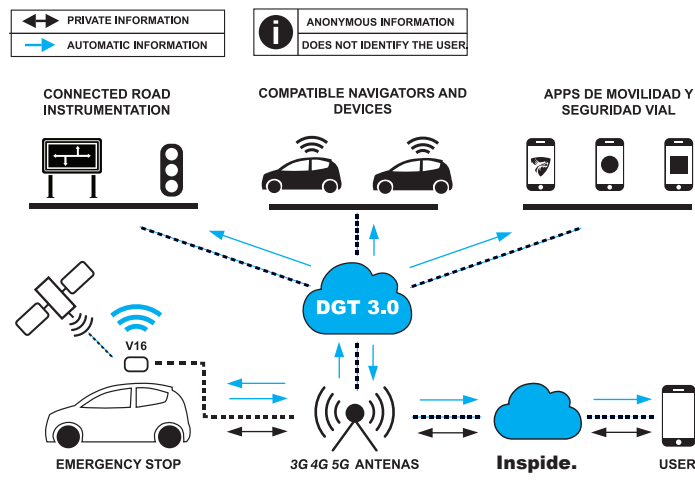 PRIVATE INFORMATION
AUTOMATIC INFORMATION
i
ANONYMOUS INFORMATION
DOES NOT IDENTIFY THE USER.
CONNECTED ROAD
INSTRUMENTATION
COMPATIBLE NAVIGATORS AND
DEVICES
APPS DE MOVILIDAD Y
SEGURIDAD VIAL
DGT 3.0
V16
EMERGENCY STOP
3G 4G 5G ANTENAS
Inspide.
USER